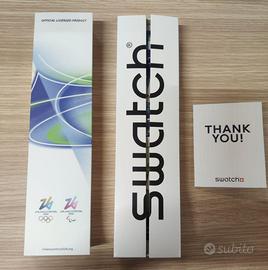 OFFICIAL LICENSED PRODUCT
swatch®
THANK
YOU!
swatch
subito